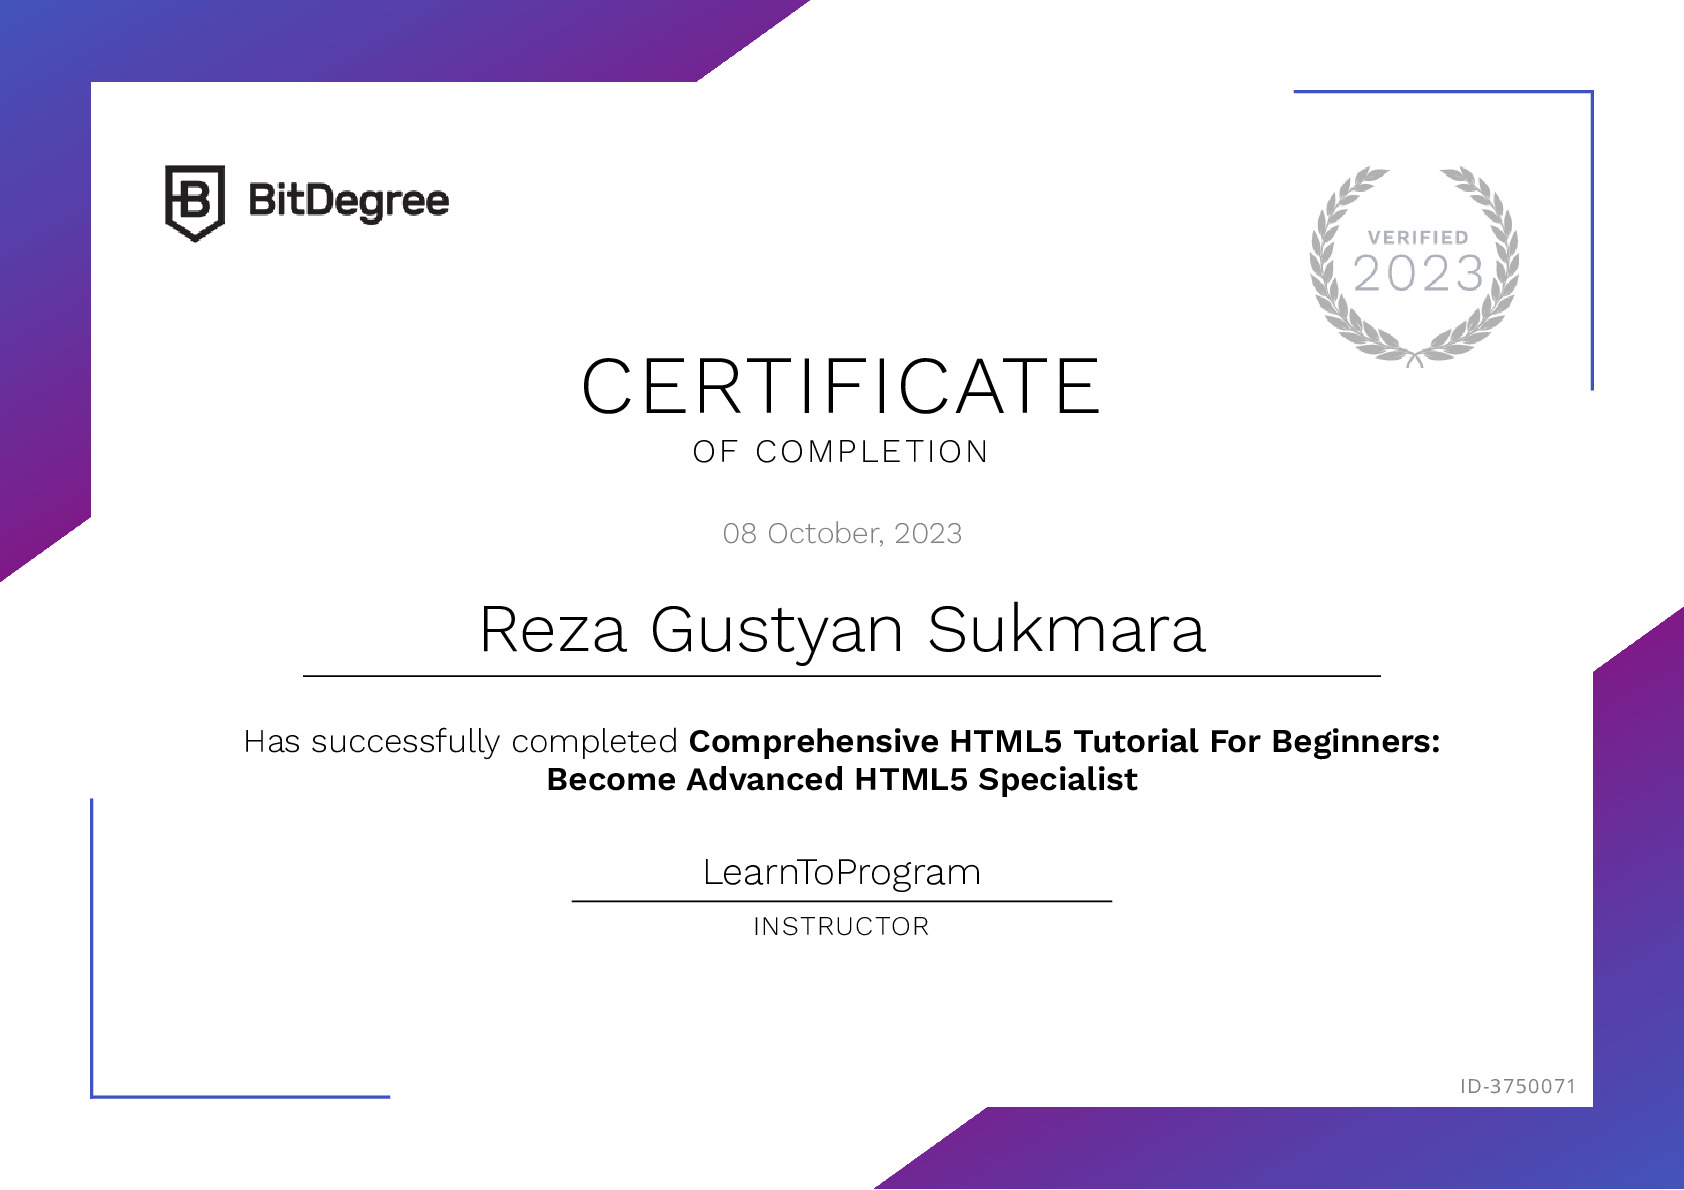 BitDegree
VERIFIED
2023
CERTIFICATE
OF COMPLETION
08 October, 2023
Reza Gustyan Sukmara
Has successfully completed Comprehensive HTML5 Tutorial For Beginners:
Become Advanced HTML5 Specialist
LearnToProgram
INSTRUCTOR
ID-3750071